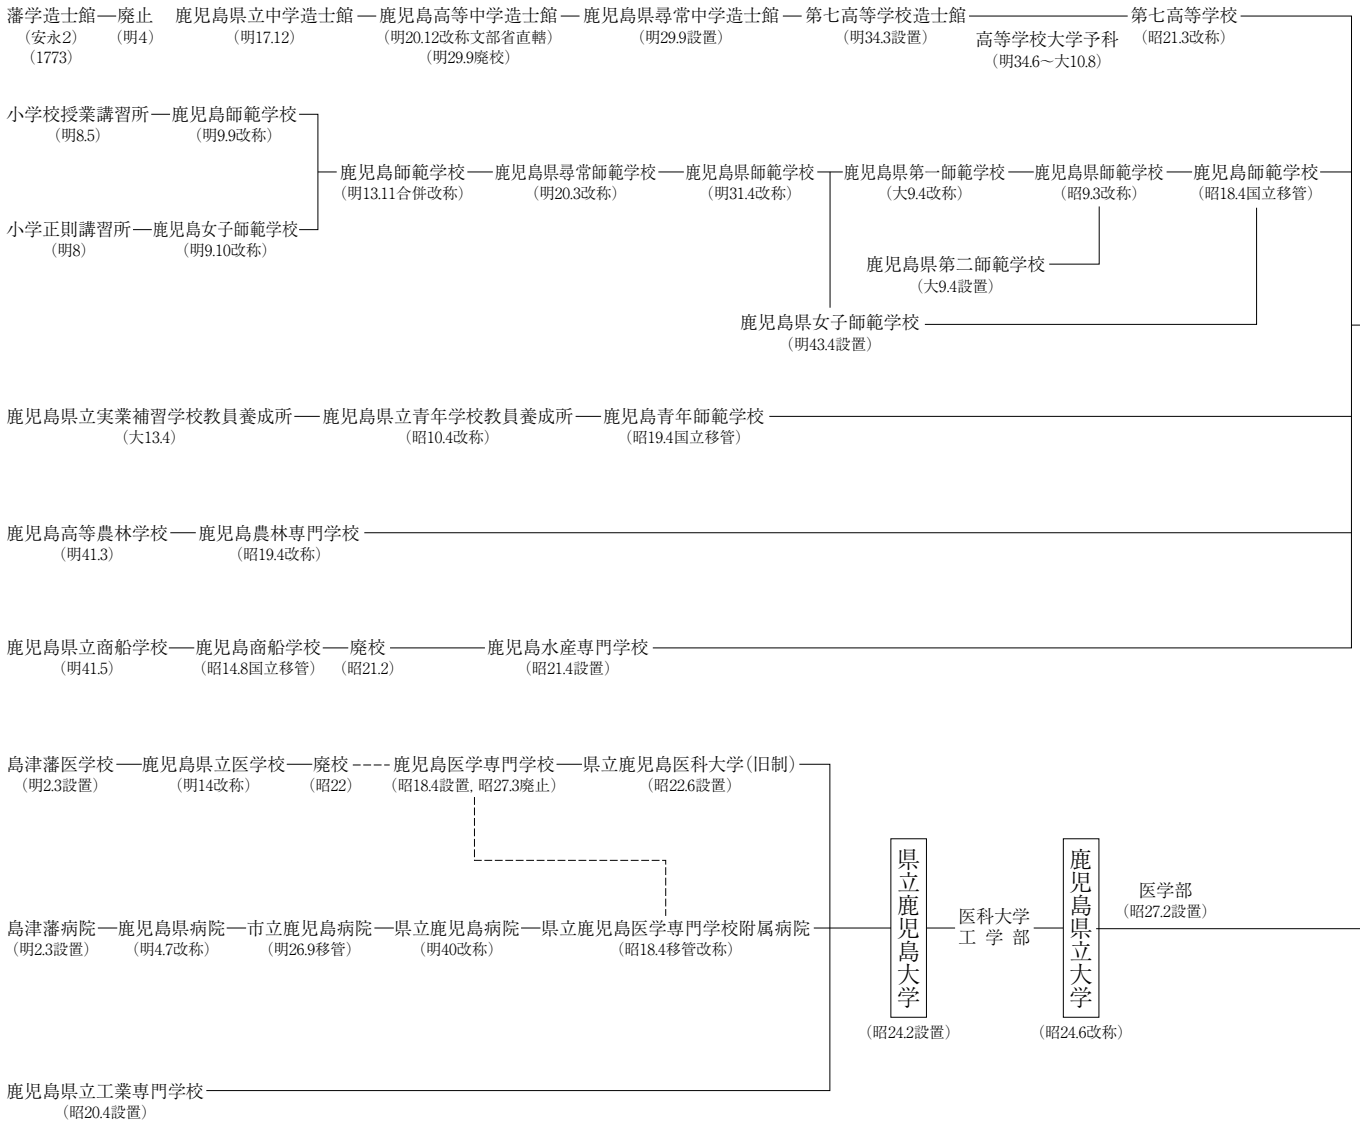 藩学造士館 廃止 鹿児島県立中学造士館 鹿児島高等中学造士館 鹿児島県尋常中学造士館 第七高等学校造士館 第七高等学校
(安永2) (明4) (明17.12) (明20.12改称文部省直轄) (明29.9設置) (明34.3設置) 高等学校大学予科 (昭21.3改称)
(1773) (明29.9廃校) (明34.6～大10.8)
小学校授業講習所 鹿児島師範学校
(明8.5) (明9.9改称)
鹿児島師範学校 鹿児島県尋常師範学校 鹿児島県師範学校 鹿児島県第一師範学校 鹿児島県師範学校 鹿児島師範学校
(明13.11合併改称) (明20.3改称) (明31.4改称) (大9.4改称) (昭9.3改称) (昭18.4国立移管)
小学正則講習所 鹿児島女子師範学校
(明8) (明9.10改称)
鹿児島県第二師範学校
(大9.4設置)
鹿児島県女子師範学校
(明43.4設置)
鹿児島県立実業補習学校教員養成所 鹿児島県立青年学校教員養成所 鹿児島青年師範学校
(大13.4) (昭10.4改称) (昭19.4国立移管)
鹿児島高等農林学校 鹿児島農林専門学校
(明41.3) (昭19.4改称)
鹿児島県立商船学校 鹿児島商船学校 廃校 鹿児島水産専門学校
(明41.5) (昭14.8国立移管) (昭21.2) (昭21.4設置)
島津藩医学校 鹿児島県立医学校 廃校 鹿児島医学専門学校 県立鹿児島医科大学(旧制)
(明2.3設置) (明14改称) (昭22) (昭18.4設置, 昭27.3廃止) (昭22.6設置)
島津藩病院 鹿児島県病院 市立鹿児島病院 県立鹿児島病院 県立鹿児島医学専門学校附属病院
(明2.3設置) (明4.7改称) (明26.9移管) (明40改称) (昭18.4移管改称)
県立鹿児島大学
(昭24.2設置)
医科大学
工学部
鹿児島県立大学
(昭24.6改称)
医学部
(昭27.2設置)
鹿児島県立工業専門学校
(昭20.4設置)